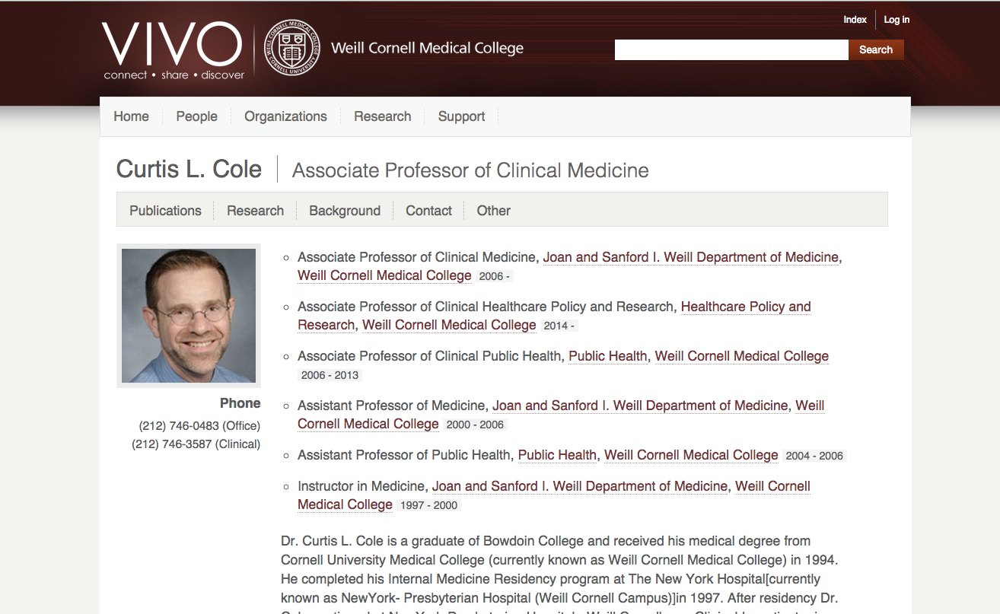 VIVO
connect • share • discover
WEILL CORNELL MEDICAL COLLEGE
CORNELL UNIVERSITY
Weill Cornell Medical College
Index
Log in
Search
Home
People
Organizations
Research
Support
Curtis L. Cole
Associate Professor of Clinical Medicine
Publications
Research
Background
Contact
Other
Phone
(212) 746-0483 (Office)
(212) 746-3587 (Clinical)
Associate Professor of Clinical Medicine, Joan and Sanford I. Weill Department of Medicine,
Weill Cornell Medical College 2006 -
Associate Professor of Clinical Healthcare Policy and Research, Healthcare Policy and
Research, Weill Cornell Medical College 2014 -
Associate Professor of Clinical Public Health, Public Health, Weill Cornell Medical College
2006 - 2013
Assistant Professor of Medicine, Joan and Sanford I. Weill Department of Medicine, Weill
Cornell Medical College 2000 - 2006
Assistant Professor of Public Health, Public Health, Weill Cornell Medical College 2004 - 2006
Instructor in Medicine, Joan and Sanford I. Weill Department of Medicine, Weill Cornell
Medical College 1997 - 2000
Dr. Curtis L. Cole is a graduate of Bowdoin College and received his medical degree from
Cornell University Medical College (currently known as Weill Cornell Medical College) in 1994.
He completed his Internal Medicine Residency program at The New York Hospital[currently
known as NewYork- Presbyterian Hospital (Weill Cornell Campus)]in 1997. After residency Dr.